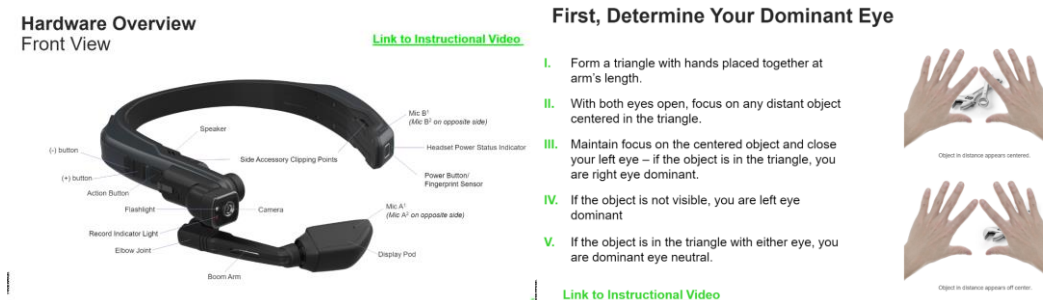 Hardware Overview
Front View
Link to Instructional Video
Speaker
Mic B¹
(Mic B² on opposite side)
(-) button
Side Accessory Clipping Points
Headset Power Status Indicator
(+) button
Power Button/
Fingerprint Sensor
Action Button
Flashlight
Camera
Mic A¹
(Mic A² on opposite side)
Record Indicator Light
Elbow Joint
Display Pod
Boom Arm
First, Determine Your Dominant Eye
I. Form a triangle with hands placed together at
arm's length.
II. With both eyes open, focus on any distant object
centered in the triangle.
III. Maintain focus on the centered object and close
your left eye – if the object is in the triangle, you
are right eye dominant.
IV. If the object is not visible, you are left eye
dominant
V. If the object is in the triangle with either eye, you
are dominant eye neutral.
Link to Instructional Video
Object in distance appears centered.
Object in distance appears off center.